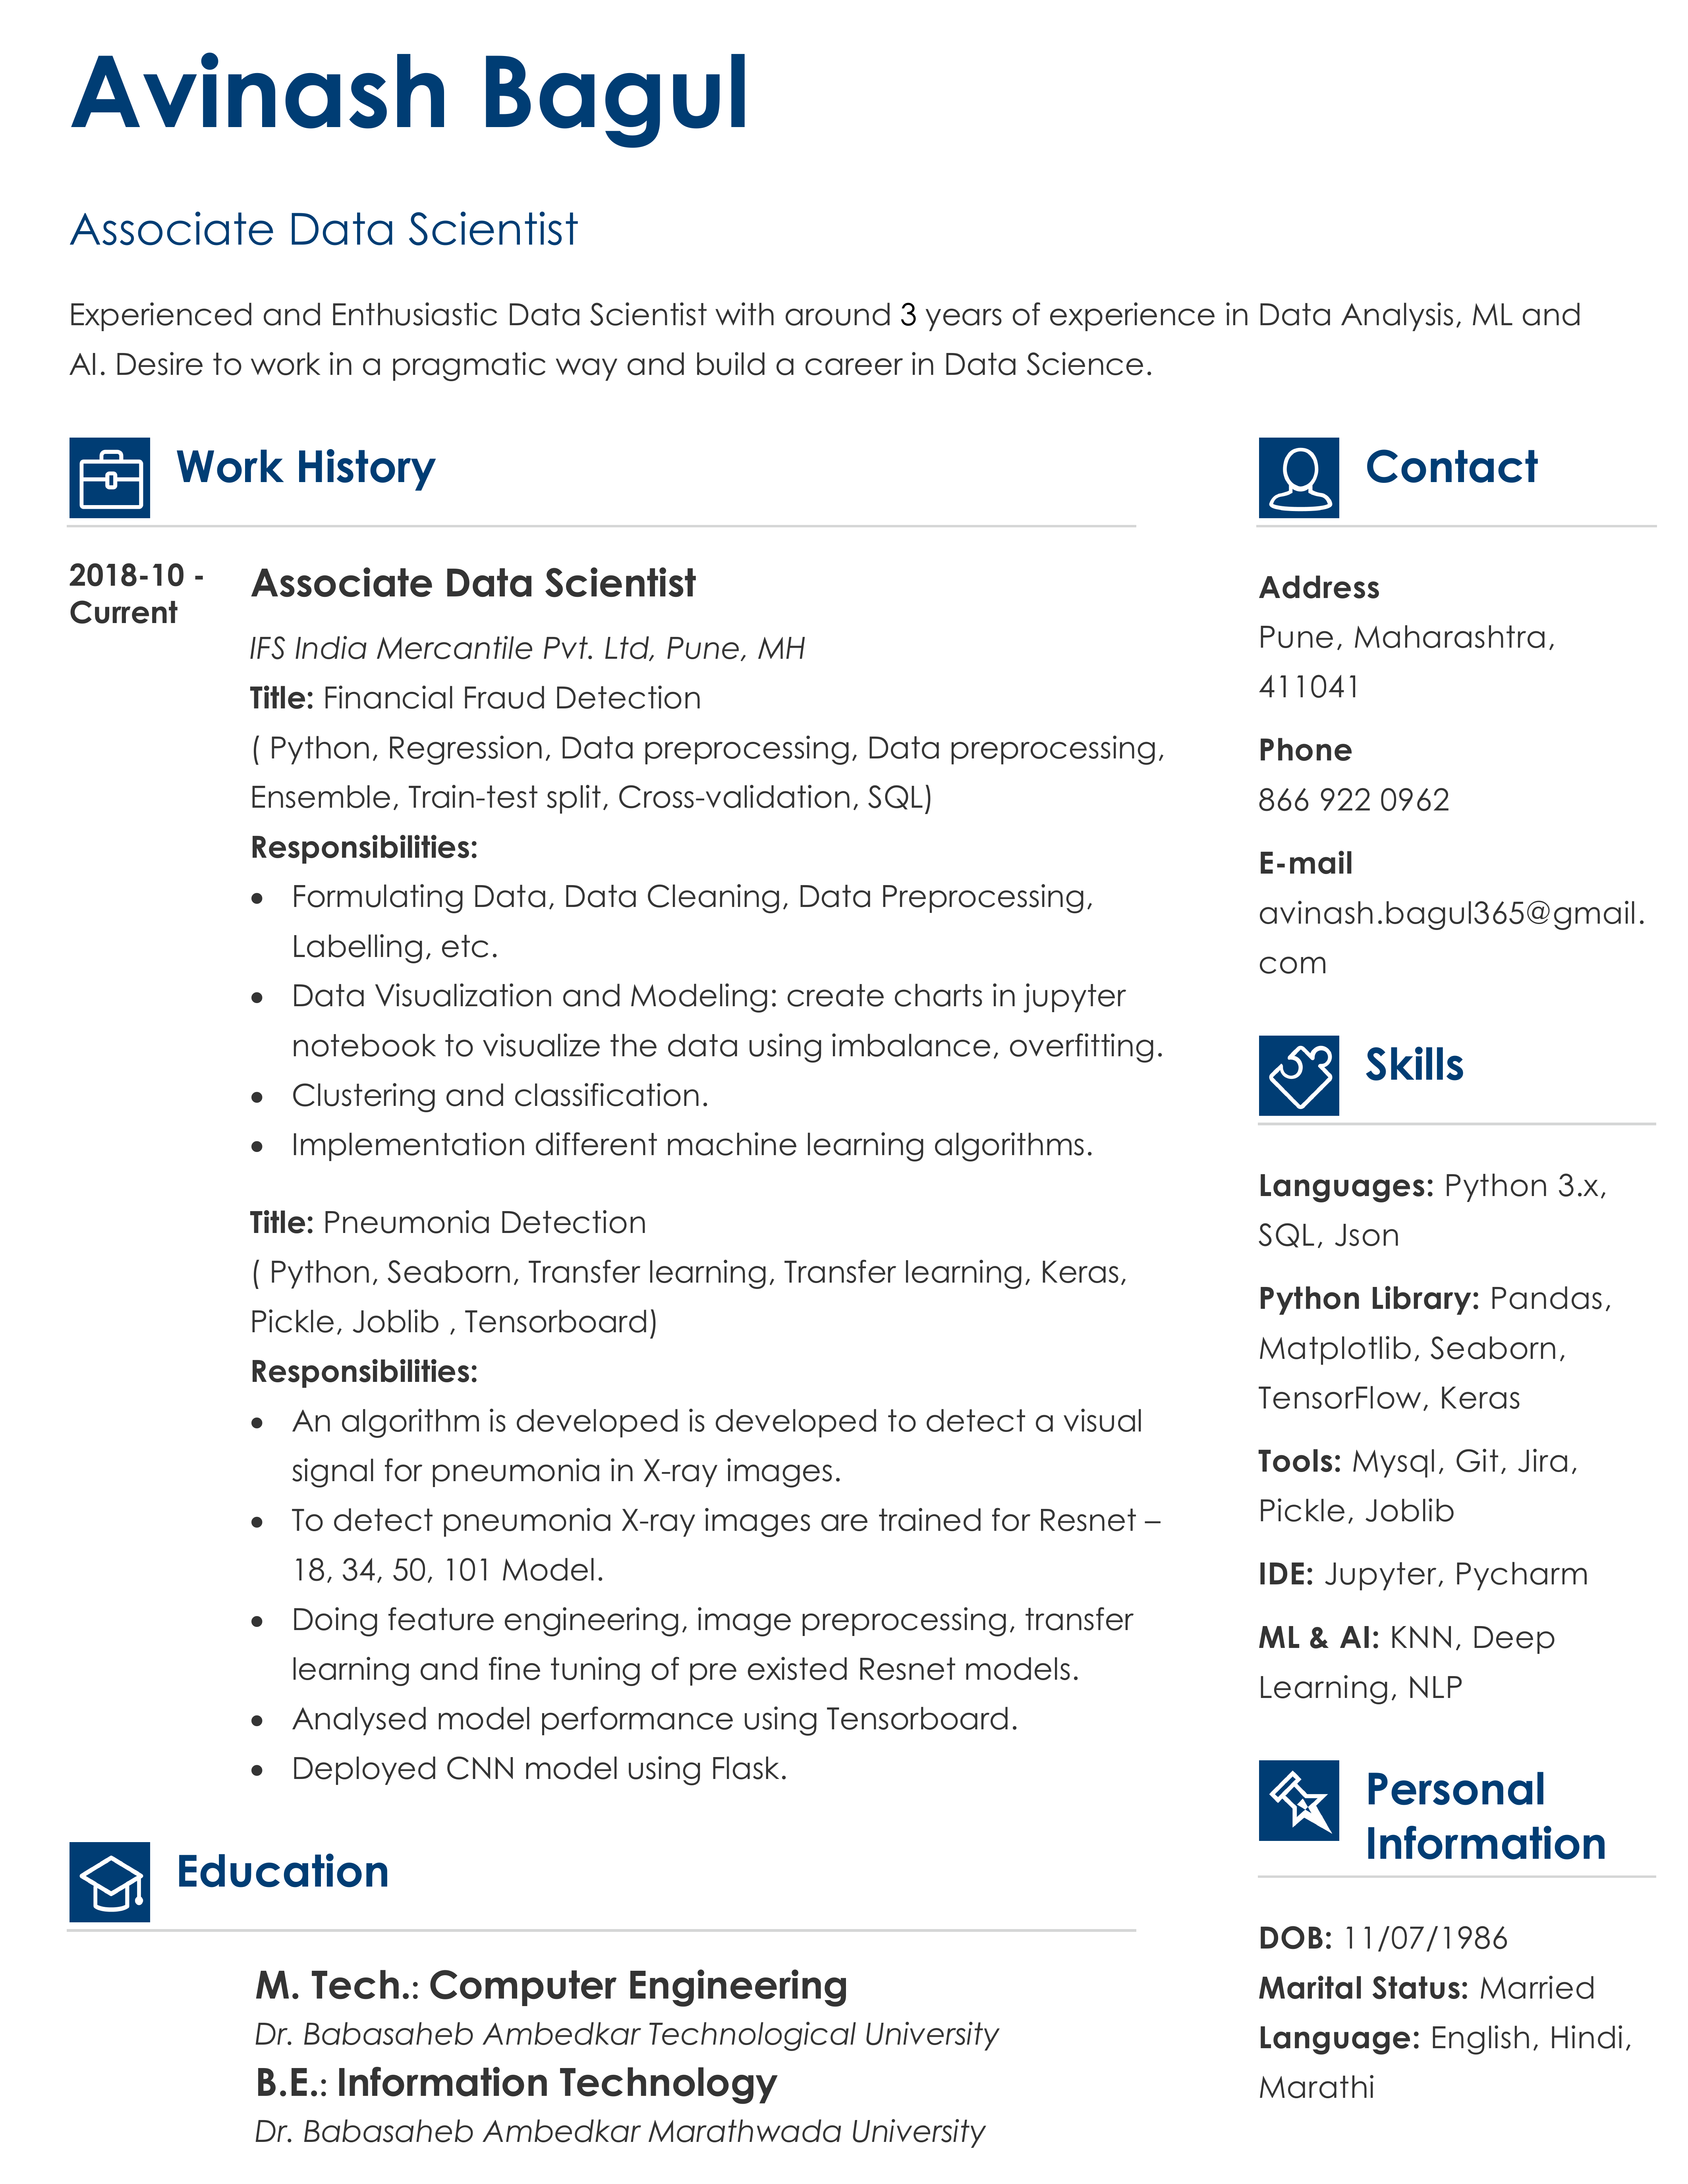 Avinash Bagul
Associate Data Scientist
Experienced and Enthusiastic Data Scientist with around 3 years of experience in Data Analysis, ML and
AI. Desire to work in a pragmatic way and build a career in Data Science.
Work History
2018-10 -
Current
Associate Data Scientist
IFS India Mercantile Pvt. Ltd, Pune, MH
Title: Financial Fraud Detection
( Python, Regression, Data preprocessing, Data preprocessing,
Ensemble, Train-test split, Cross-validation, SQL)
Responsibilities:
• Formulating Data, Data Cleaning, Data Preprocessing,
Labelling, etc.
• Data Visualization and Modeling: create charts in jupyter
notebook to visualize the data using imbalance, overfitting.
• Clustering and classification.
• Implementation different machine learning algorithms.
Title: Pneumonia Detection
( Python, Seaborn, Transfer learning, Transfer learning, Keras,
Pickle, Joblib , Tensorboard)
Responsibilities:
• An algorithm is developed is developed to detect a visual
signal for pneumonia in X-ray images.
• To detect pneumonia X-ray images are trained for Resnet –
18, 34, 50, 101 Model.
• Doing feature engineering, image preprocessing, transfer
learning and fine tuning of pre existed Resnet models.
• Analysed model performance using Tensorboard.
• Deployed CNN model using Flask.
Education
M. Tech.: Computer Engineering
Dr. Babasaheb Ambedkar Technological University
B.E.: Information Technology
Dr. Babasaheb Ambedkar Marathwada University
Contact
Address
Pune, Maharashtra,
411041
Phone
866 922 0962
E-mail
avinash.bagul365@gmail.
com
Skills
Languages: Python 3.x,
SQL, Json
Python Library: Pandas,
Matplotlib, Seaborn,
TensorFlow, Keras
Tools: Mysql, Git, Jira,
Pickle, Joblib
IDE: Jupyter, Pycharm
ML & AI: KNN, Deep
Learning, NLP
Personal
Information
DOB: 11/07/1986
Marital Status: Married
Language: English, Hindi,
Marathi